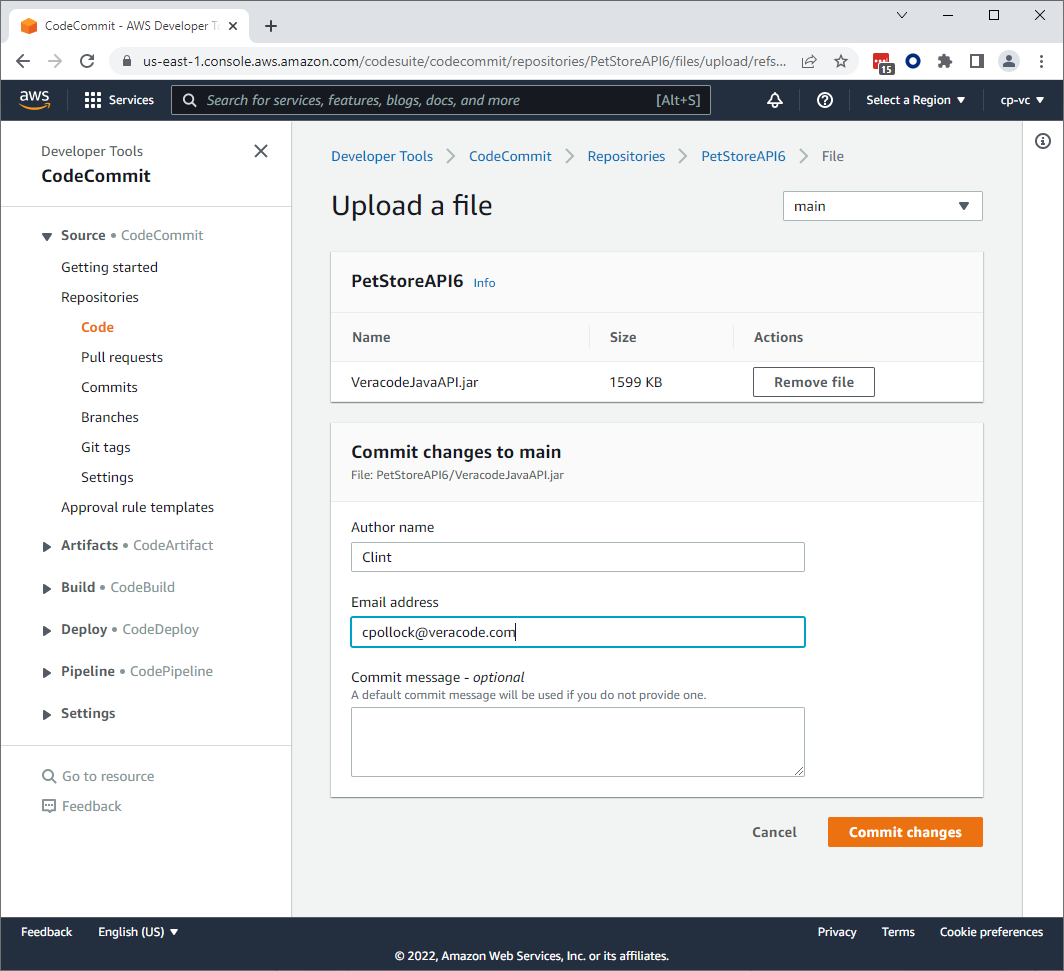 CodeCommit - AWS Developer To
us-east-1.console.aws.amazon.com/codesuite/codecommit/repositories/PetStoreAPI6/files/upload/refs...
15
aws
Services
Search for services, features, blogs, docs, and more [Alt+S]
Select a Region
cp-vc
Developer Tools
CodeCommit
Source • CodeCommit
Getting started
Repositories
Code
Pull requests
Commits
Branches
Git tags
Settings
Approval rule templates
Artifacts • CodeArtifact
Build • CodeBuild
Deploy • CodeDeploy
Pipeline • CodePipeline
Settings
Go to resource
Feedback
Developer Tools > CodeCommit > Repositories > PetStoreAPI6 > File
Upload a file
main
PetStoreAPI6 Info
Name Size Actions
VeracodeJavaAPI.jar 1599 KB Remove file
Commit changes to main
File: PetStoreAPI6/VeracodeJavaAPI.jar
Author name
Clint
Email address
cpollock@veracode.com
Commit message - optional
A default commit message will be used if you do not provide one.
Cancel Commit changes
Feedback English (US) Privacy Terms Cookie preferences
© 2022, Amazon Web Services, Inc. or its affiliates.